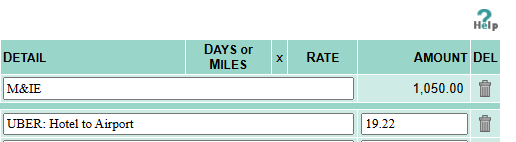 Help
DETAIL DAYS or MILES x RATE AMOUNT DEL
M&IE 1,050.00
UBER: Hotel to Airport 19.22